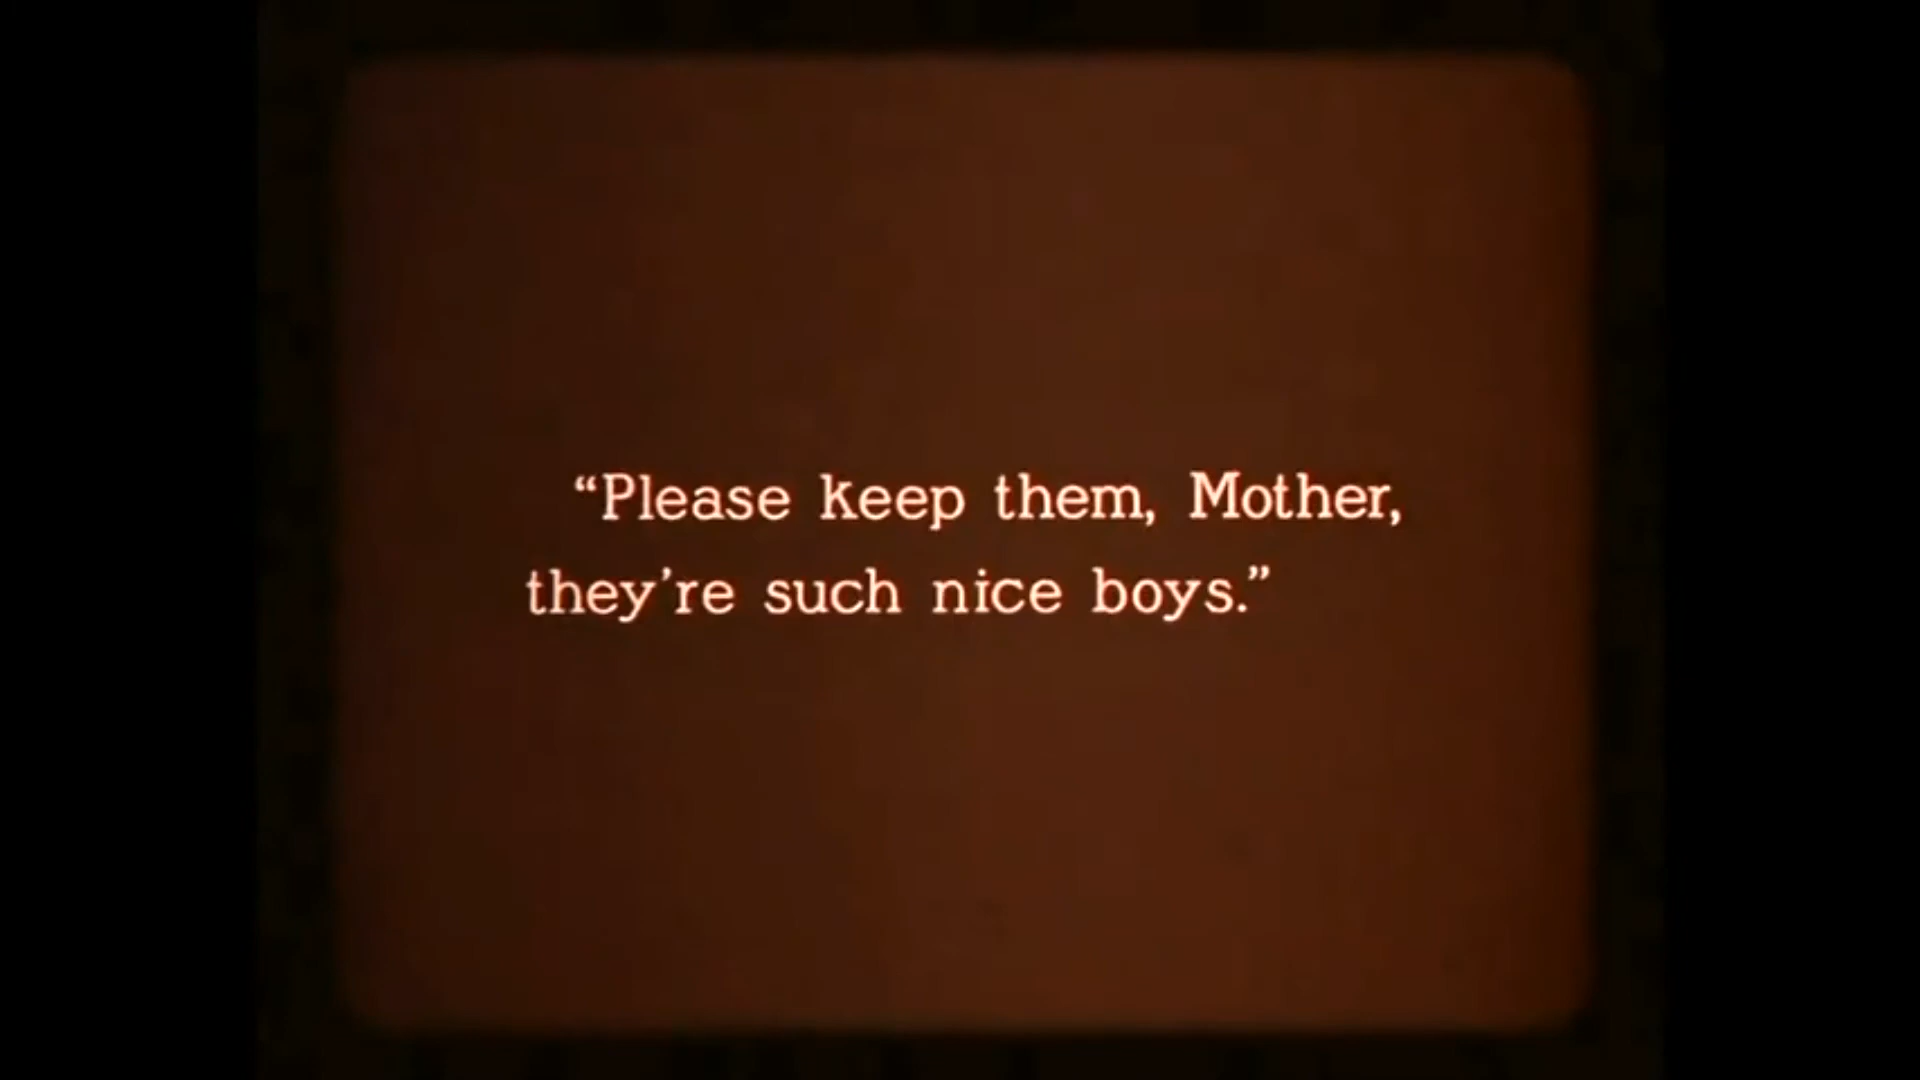 “Please keep them, Mother,
they’re such nice boys.”